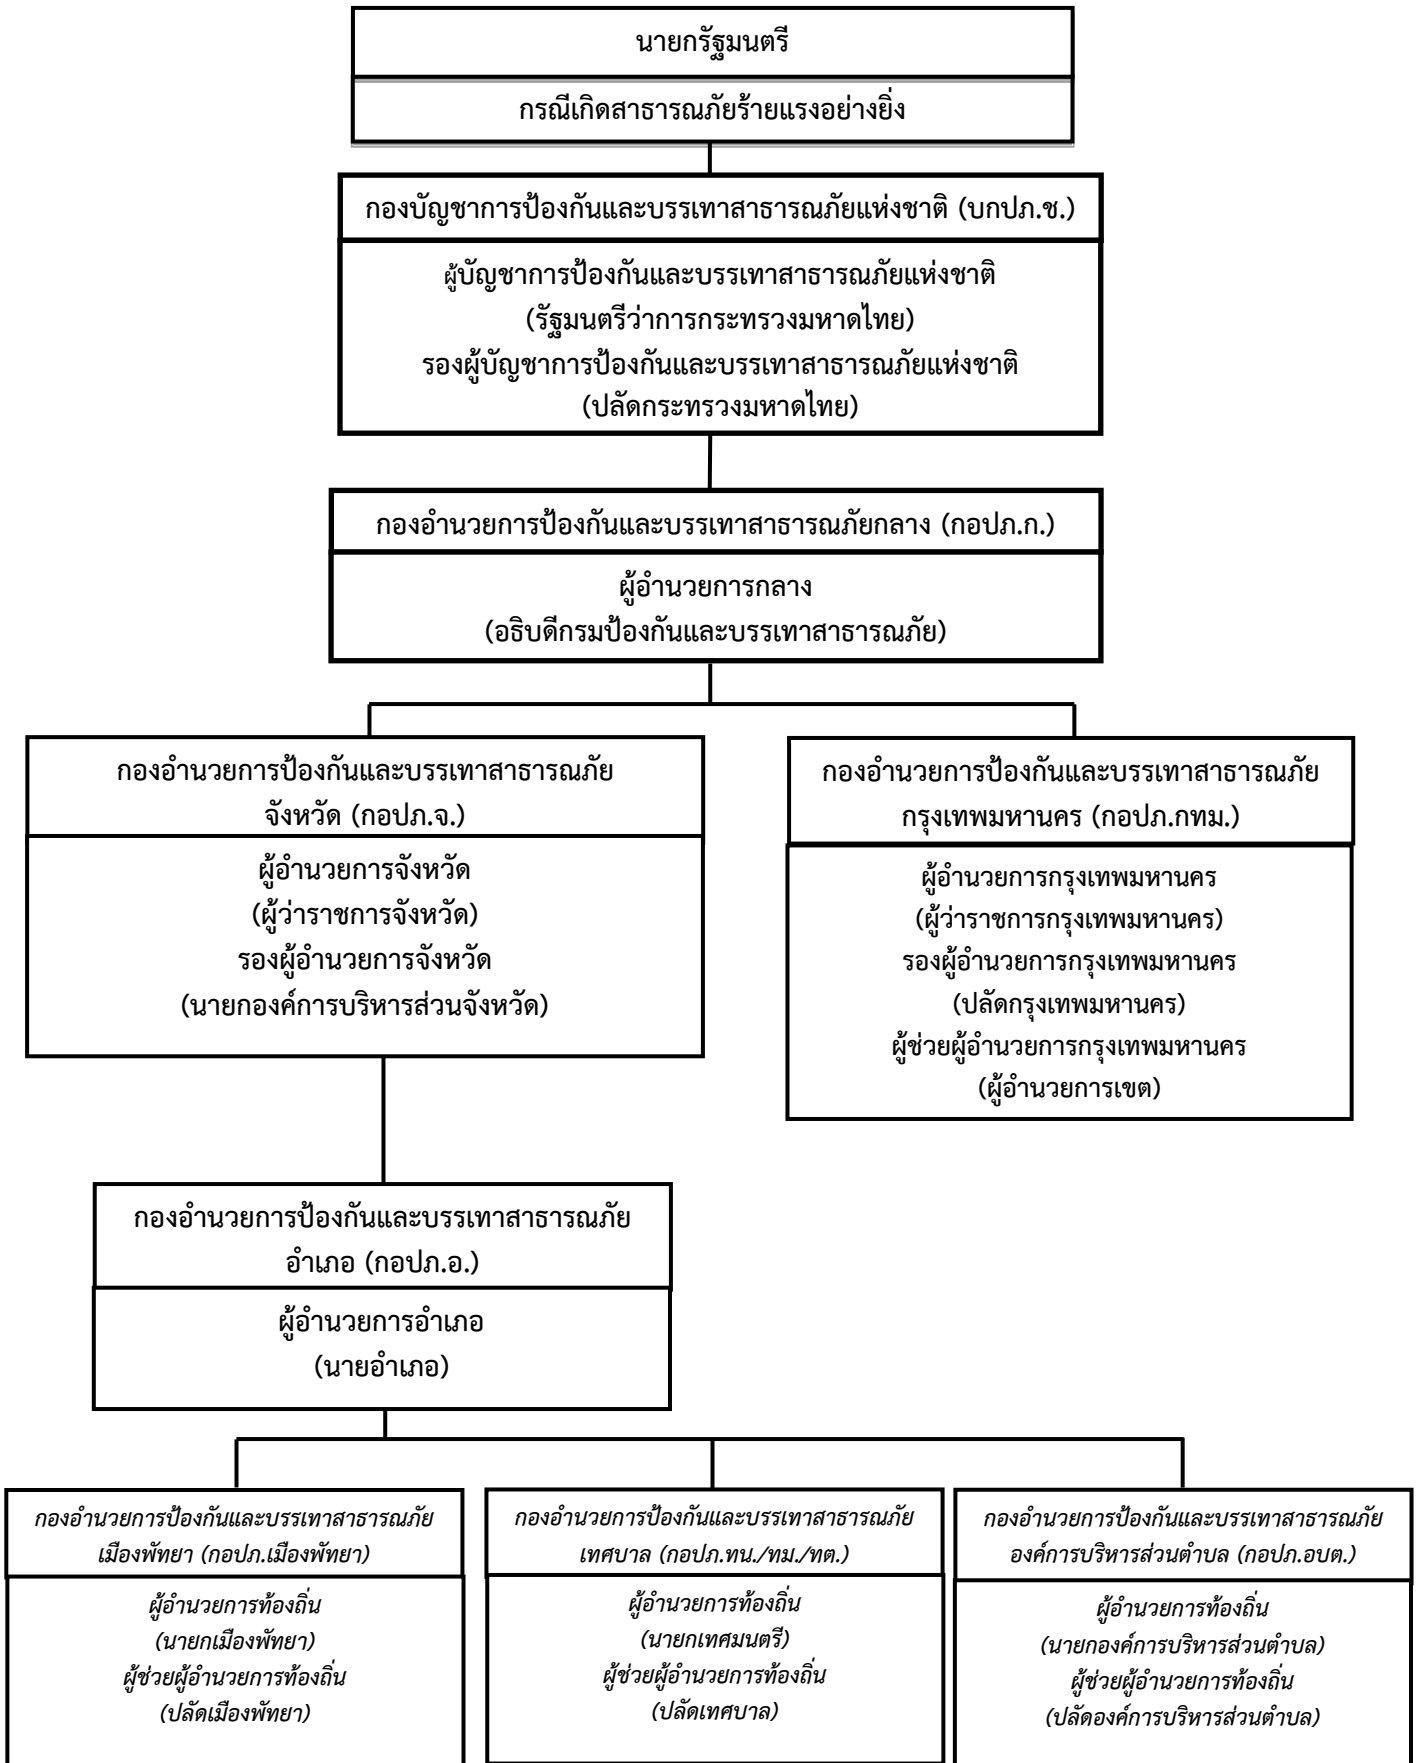 นายกรัฐมนตรี
กรณีเกิดสาธารณภัยร้ายแรงอย่างยิ่ง
กองบัญชาการป้องกันและบรรเทาสาธารณภัยแห่งชาติ (บกปภ.ช.)
ผู้บัญชาการป้องกันและบรรเทาสาธารณภัยแห่งชาติ
(รัฐมนตรีว่าการกระทรวงมหาดไทย)
รองผู้บัญชาการป้องกันและบรรเทาสาธารณภัยแห่งชาติ
(ปลัดกระทรวงมหาดไทย)
กองอำนวยการป้องกันและบรรเทาสาธารณภัยกลาง (กอปภ.ก.)
ผู้อำนวยการกลาง
(อธิบดีกรมป้องกันและบรรเทาสาธารณภัย)
กองอำนวยการป้องกันและบรรเทาสาธารณภัย
จังหวัด (กอปภ.จ.)
ผู้อำนวยการจังหวัด
(ผู้ว่าราชการจังหวัด)
รองผู้อำนวยการจังหวัด
(นายกองค์การบริหารส่วนจังหวัด)
กองอำนวยการป้องกันและบรรเทาสาธารณภัย
กรุงเทพมหานคร (กอปภ.กทม.)
ผู้อำนวยการกรุงเทพมหานคร
(ผู้ว่าราชการกรุงเทพมหานคร)
รองผู้อำนวยการกรุงเทพมหานคร
(ปลัดกรุงเทพมหานคร)
ผู้ช่วยผู้อำนวยการกรุงเทพมหานคร
(ผู้อำนวยการเขต)
กองอำนวยการป้องกันและบรรเทาสาธารณภัย
อำเภอ (กอปภ.อ.)
ผู้อำนวยการอำเภอ
(นายอำเภอ)
กองอำนวยการป้องกันและบรรเทาสาธารณภัย
เมืองพัทยา (กอปภ.เมืองพัทยา)
ผู้อำนวยการท้องถิ่น
(นายกเมืองพัทยา)
ผู้ช่วยผู้อำนวยการท้องถิ่น
(ปลัดเมืองพัทยา)
กองอำนวยการป้องกันและบรรเทาสาธารณภัย
เทศบาล (กอปภ.ทน./ทม./ทต.)
ผู้อำนวยการท้องถิ่น
(นายกเทศมนตรี)
ผู้ช่วยผู้อำนวยการท้องถิ่น
(ปลัดเทศบาล)
กองอำนวยการป้องกันและบรรเทาสาธารณภัย
องค์การบริหารส่วนตำบล (กอปภ.อบต.)
ผู้อำนวยการท้องถิ่น
(นายกองค์การบริหารส่วนตำบล)
ผู้ช่วยผู้อำนวยการท้องถิ่น
(ปลัดองค์การบริหารส่วนตำบล)